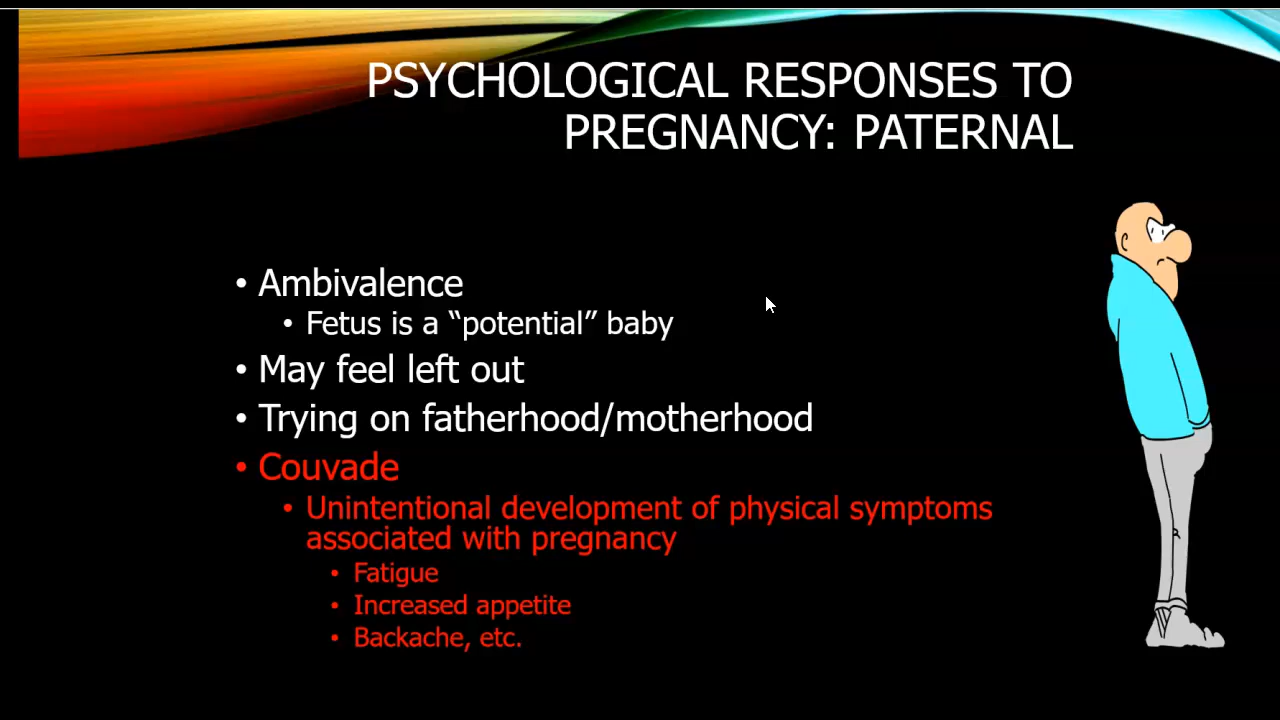 PSYCHOLOGICAL RESPONSES TO
PREGNANCY: PATERNAL
• Ambivalence
• Fetus is a “potential” baby
• May feel left out
• Trying on fatherhood/motherhood
• Couvade
• Unintentional development of physical symptoms
associated with pregnancy
• Fatigue
• Increased appetite
• Backache, etc.